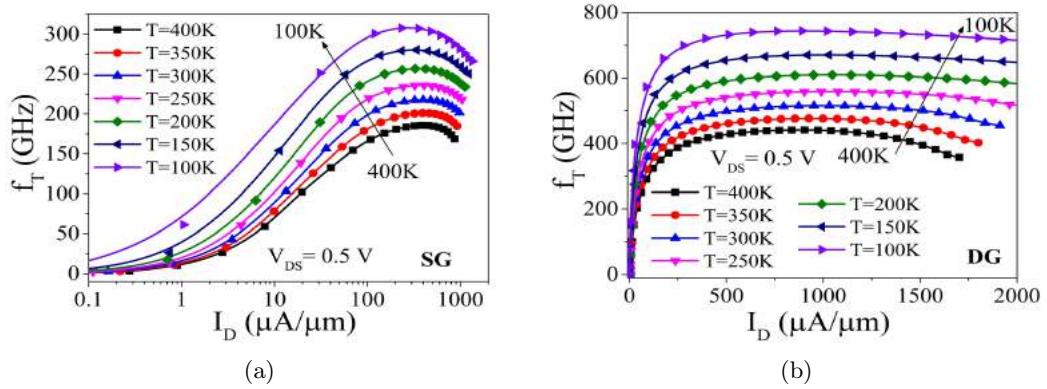 f_T (GHz)
300
250
200
150
100
50
0
T=400K
T=350K
T=300K
T=250K
T=200K
T=150K
T=100K
100K
400K
V_DS= 0.5 V
SG
0.1 1 10 100 1000
I_D (μA/μm)
(a)
f_T (GHz)
800
600
400
200
0
100K
400K
V_DS= 0.5 V
T=400K
T=350K
T=300K
T=250K
T=200K
T=150K
T=100K
DG
0 500 1000 1500 2000
I_D (μA/μm)
(b)